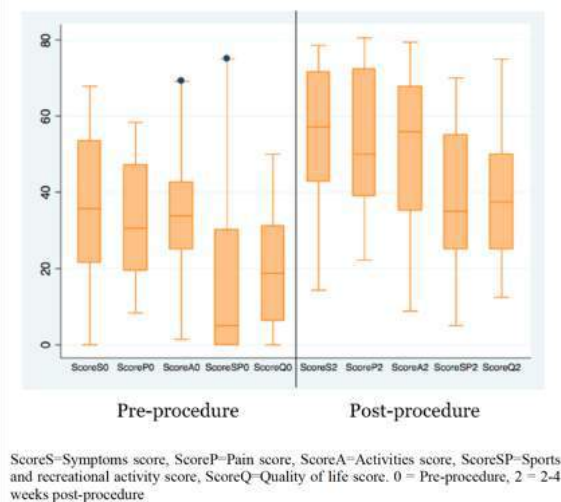 80
60
40
20
0
ScoreS0 ScoreP0 ScoreA0 ScoreSP0 ScoreQ0 ScoreS2 ScoreP2 ScoreA2 ScoreSP2 ScoreQ2
Pre-procedure Post-procedure
ScoreS=Symptoms score, ScoreP=Pain score, ScoreA=Activities score, ScoreSP=Sports
and recreational activity score, ScoreQ=Quality of life score. 0 = Pre-procedure, 2 = 2-4
weeks post-procedure